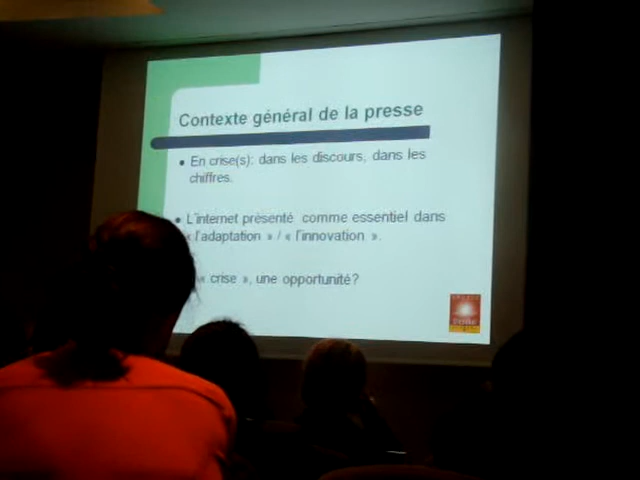 Contexte général de la presse
• En crise(s): dans les discours, dans les
chiffres.
• L'internet présenté comme essentiel dans
« l'adaptation » / « l'innovation ».
« crise », une opportunité?